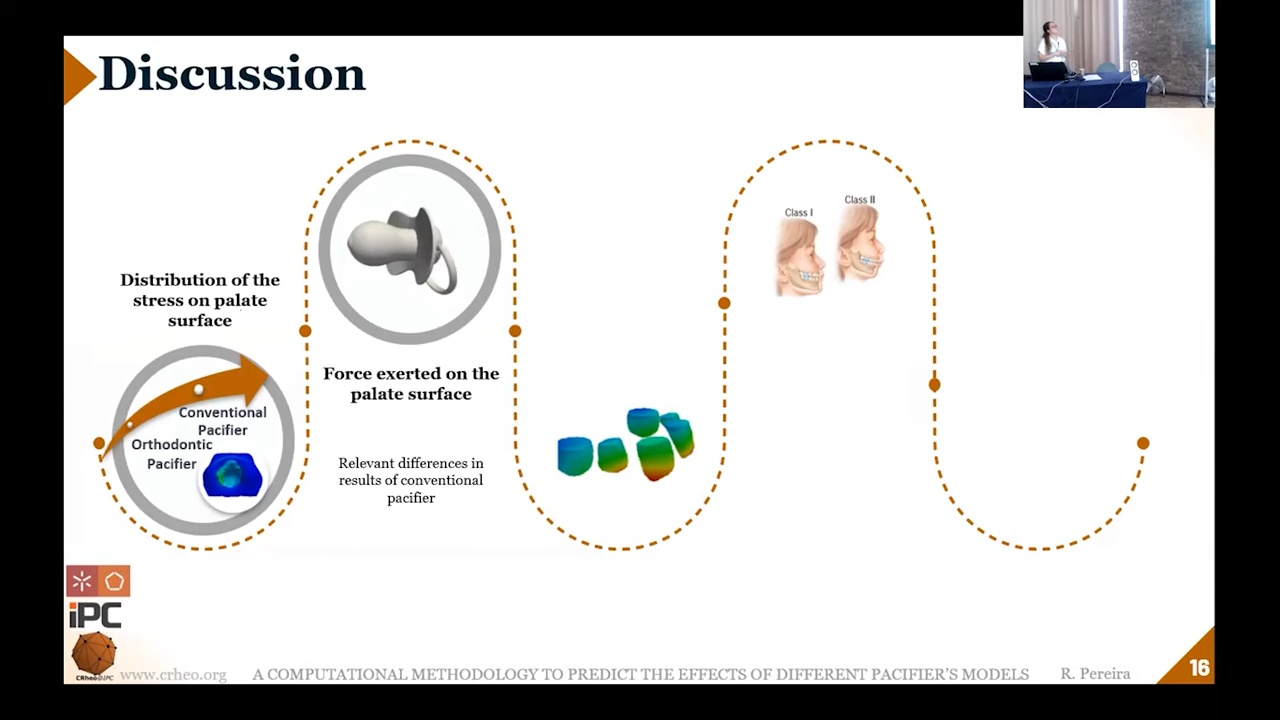 Discussion
Distribution of the
stress on palate
surface
Conventional
Pacifier
Orthodontic
Pacifier
Force exerted on the
palate surface
Relevant differences in
results of conventional
pacifier
Class I
Class II
iPC
CRheo@IPC
www.crheo.org
A COMPUTATIONAL METHODOLOGY TO PREDICT THE EFFECTS OF DIFFERENT PACIFIER'S MODELS
R. Pereira
16